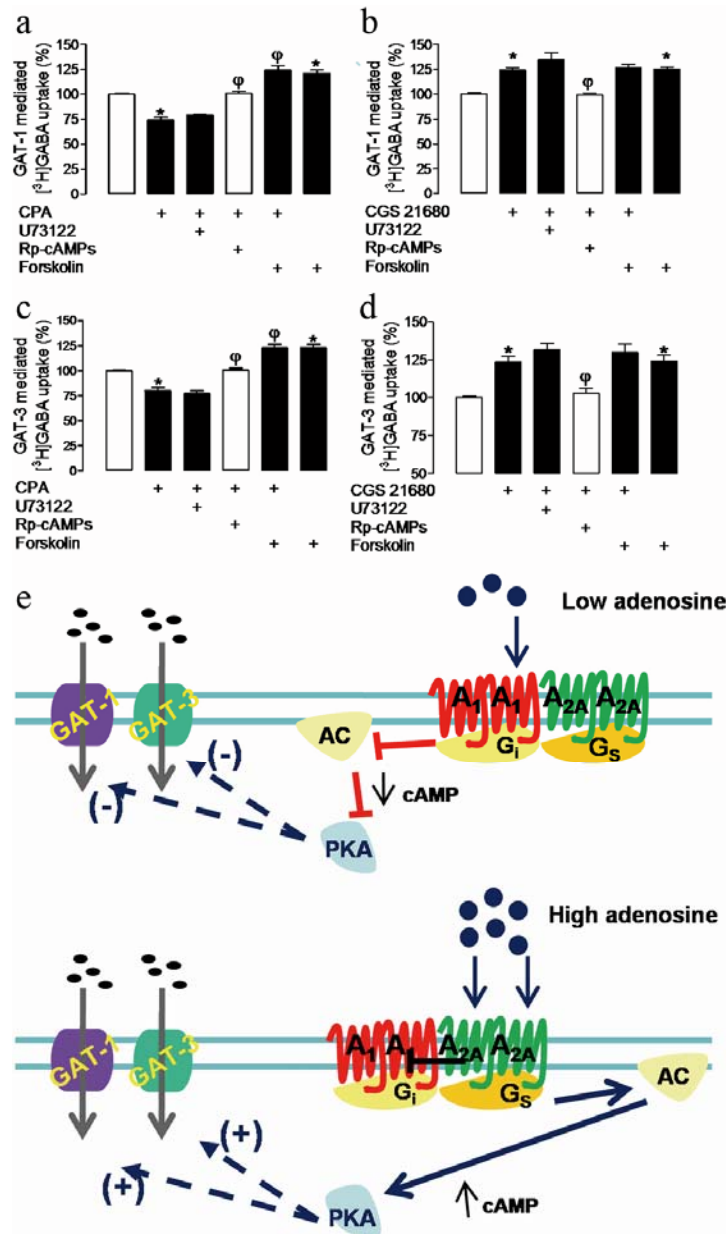 a
GAT-1 mediated
[³H]GABA uptake (%)
150
125
100
75
50
25
0
*
φ
φ
*
CPA + + + +
U73122 +
Rp-cAMPs +
Forskolin + +
b
GAT-1 mediated
[³H]GABA uptake (%)
150
125
100
75
50
25
0
*
φ
*
CGS 21680 + + + +
U73122 +
Rp-cAMPs +
Forskolin + +
c
GAT-3 mediated
[³H]GABA uptake (%)
150
125
100
75
50
25
0
*
φ
φ
*
CPA + + + +
U73122 +
Rp-cAMPs +
Forskolin + +
d
GAT-3 mediated
[³H]GABA uptake (%)
150
125
100
75
50
*
φ
*
CGS 21680 + + + +
U73122 +
Rp-cAMPs +
Forskolin + +
e
Low adenosine
GAT-1
GAT-3
AC
A₁ A₁ A₂A A₂A
Gi
GS
(-)
(-)
cAMP
PKA
High adenosine
GAT-1
GAT-3
A₁ A₁ A₂A A₂A
AC
Gi
GS
(+)
(+)
cAMP
PKA